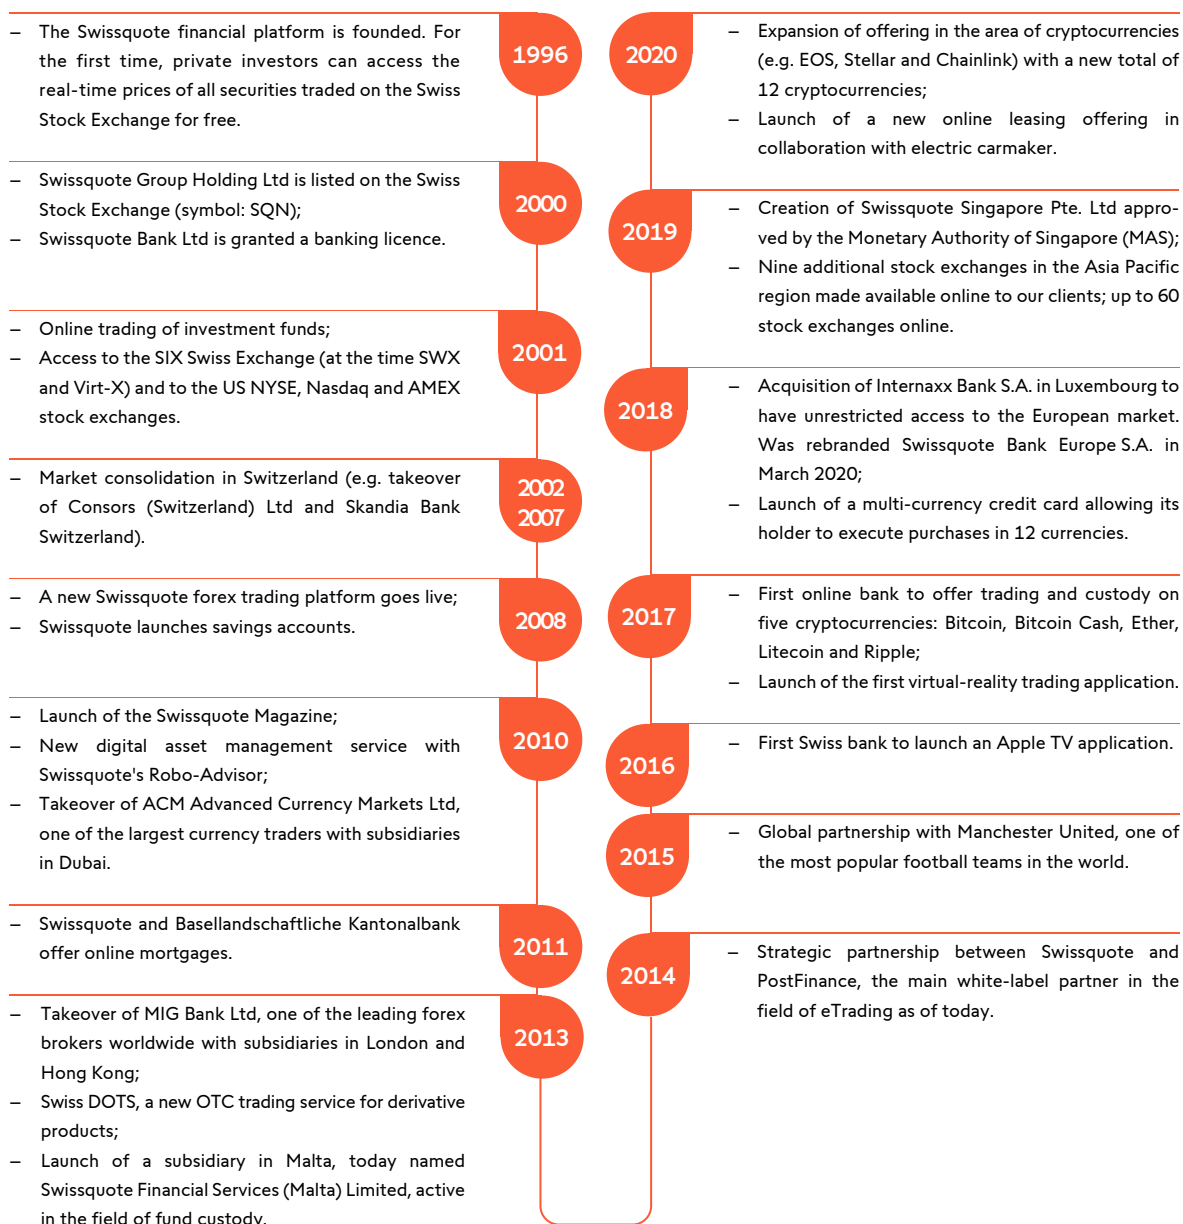 1996
– The Swissquote financial platform is founded. For
the first time, private investors can access the
real-time prices of all securities traded on the Swiss
Stock Exchange for free.
2000
– Swissquote Group Holding Ltd is listed on the Swiss
Stock Exchange (symbol: SQN);
– Swissquote Bank Ltd is granted a banking licence.
2001
– Online trading of investment funds;
– Access to the SIX Swiss Exchange (at the time SWX
and Virt-X) and to the US NYSE, Nasdaq and AMEX
stock exchanges.
2002
2007
– Market consolidation in Switzerland (e.g. takeover
of Consors (Switzerland) Ltd and Skandia Bank
Switzerland).
2008
– A new Swissquote forex trading platform goes live;
– Swissquote launches savings accounts.
2010
– Launch of the Swissquote Magazine;
– New digital asset management service with
Swissquote's Robo-Advisor;
– Takeover of ACM Advanced Currency Markets Ltd,
one of the largest currency traders with subsidiaries
in Dubai.
2011
– Swissquote and Basellandschaftliche Kantonalbank
offer online mortgages.
2013
– Takeover of MIG Bank Ltd, one of the leading forex
brokers worldwide with subsidiaries in London and
Hong Kong;
– Swiss DOTS, a new OTC trading service for derivative
products;
– Launch of a subsidiary in Malta, today named
Swissquote Financial Services (Malta) Limited, active
in the field of fund custody.
2020
– Expansion of offering in the area of cryptocurrencies
(e.g. EOS, Stellar and Chainlink) with a new total of
12 cryptocurrencies;
– Launch of a new online leasing offering in
collaboration with electric carmaker.
2019
– Creation of Swissquote Singapore Pte. Ltd appro-
ved by the Monetary Authority of Singapore (MAS);
– Nine additional stock exchanges in the Asia Pacific
region made available online to our clients; up to 60
stock exchanges online.
2018
– Acquisition of Internaxx Bank S.A. in Luxembourg to
have unrestricted access to the European market.
Was rebranded Swissquote Bank Europe S.A. in
March 2020;
– Launch of a multi-currency credit card allowing its
holder to execute purchases in 12 currencies.
2017
– First online bank to offer trading and custody on
five cryptocurrencies: Bitcoin, Bitcoin Cash, Ether,
Litecoin and Ripple;
– Launch of the first virtual-reality trading application.
2016
– First Swiss bank to launch an Apple TV application.
2015
– Global partnership with Manchester United, one of
the most popular football teams in the world.
2014
– Strategic partnership between Swissquote and
PostFinance, the main white-label partner in the
field of eTrading as of today.